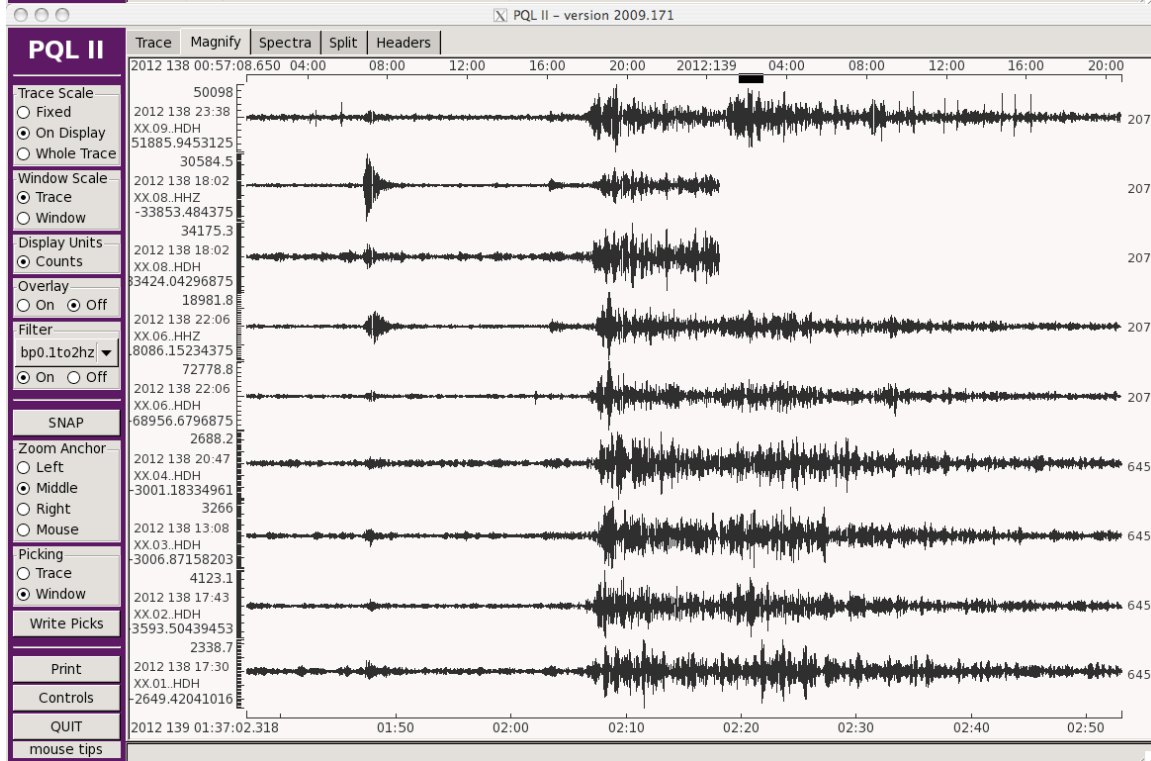 PQL II - version 2009.171
PQL II
Trace Magnify Spectra Split Headers
2012 138 00:57:08.650 04:00 08:00 12:00 16:00 20:00 2012:139 04:00 08:00 12:00 16:00 20:00
Trace Scale
Fixed
On Display
Whole Trace
Window Scale
Trace
Window
Display Units
Counts
Overlay
On Off
Filter
bp0.1to2hz
On Off
SNAP
Zoom Anchor
Left
Middle
Right
Mouse
Picking
Trace
Window
Write Picks
Print
Controls
QUIT
mouse tips
50098
2012 138 23:38
XX.09..HDH
51885.9453125
207
30584.5
2012 138 18:02
XX.08..HHZ
-33853.484375
207
34175.3
2012 138 18:02
XX.08..HDH
33424.04296875
207
18981.8
2012 138 22:06
XX.06..HHZ
18086.15234375
207
72778.8
2012 138 22:06
XX.06..HDH
-68956.6796875
207
2688.2
2012 138 20:47
XX.04..HDH
-3001.18334961
645
3266
2012 138 13:08
XX.03..HDH
-3006.87158203
645
4123.1
2012 138 17:43
XX.02..HDH
-3593.50439453
645
2338.7
2012 138 17:30
XX.01..HDH
-2649.42041016
645
2012 139 01:37:02.318 01:50 02:00 02:10 02:20 02:30 02:40 02:50